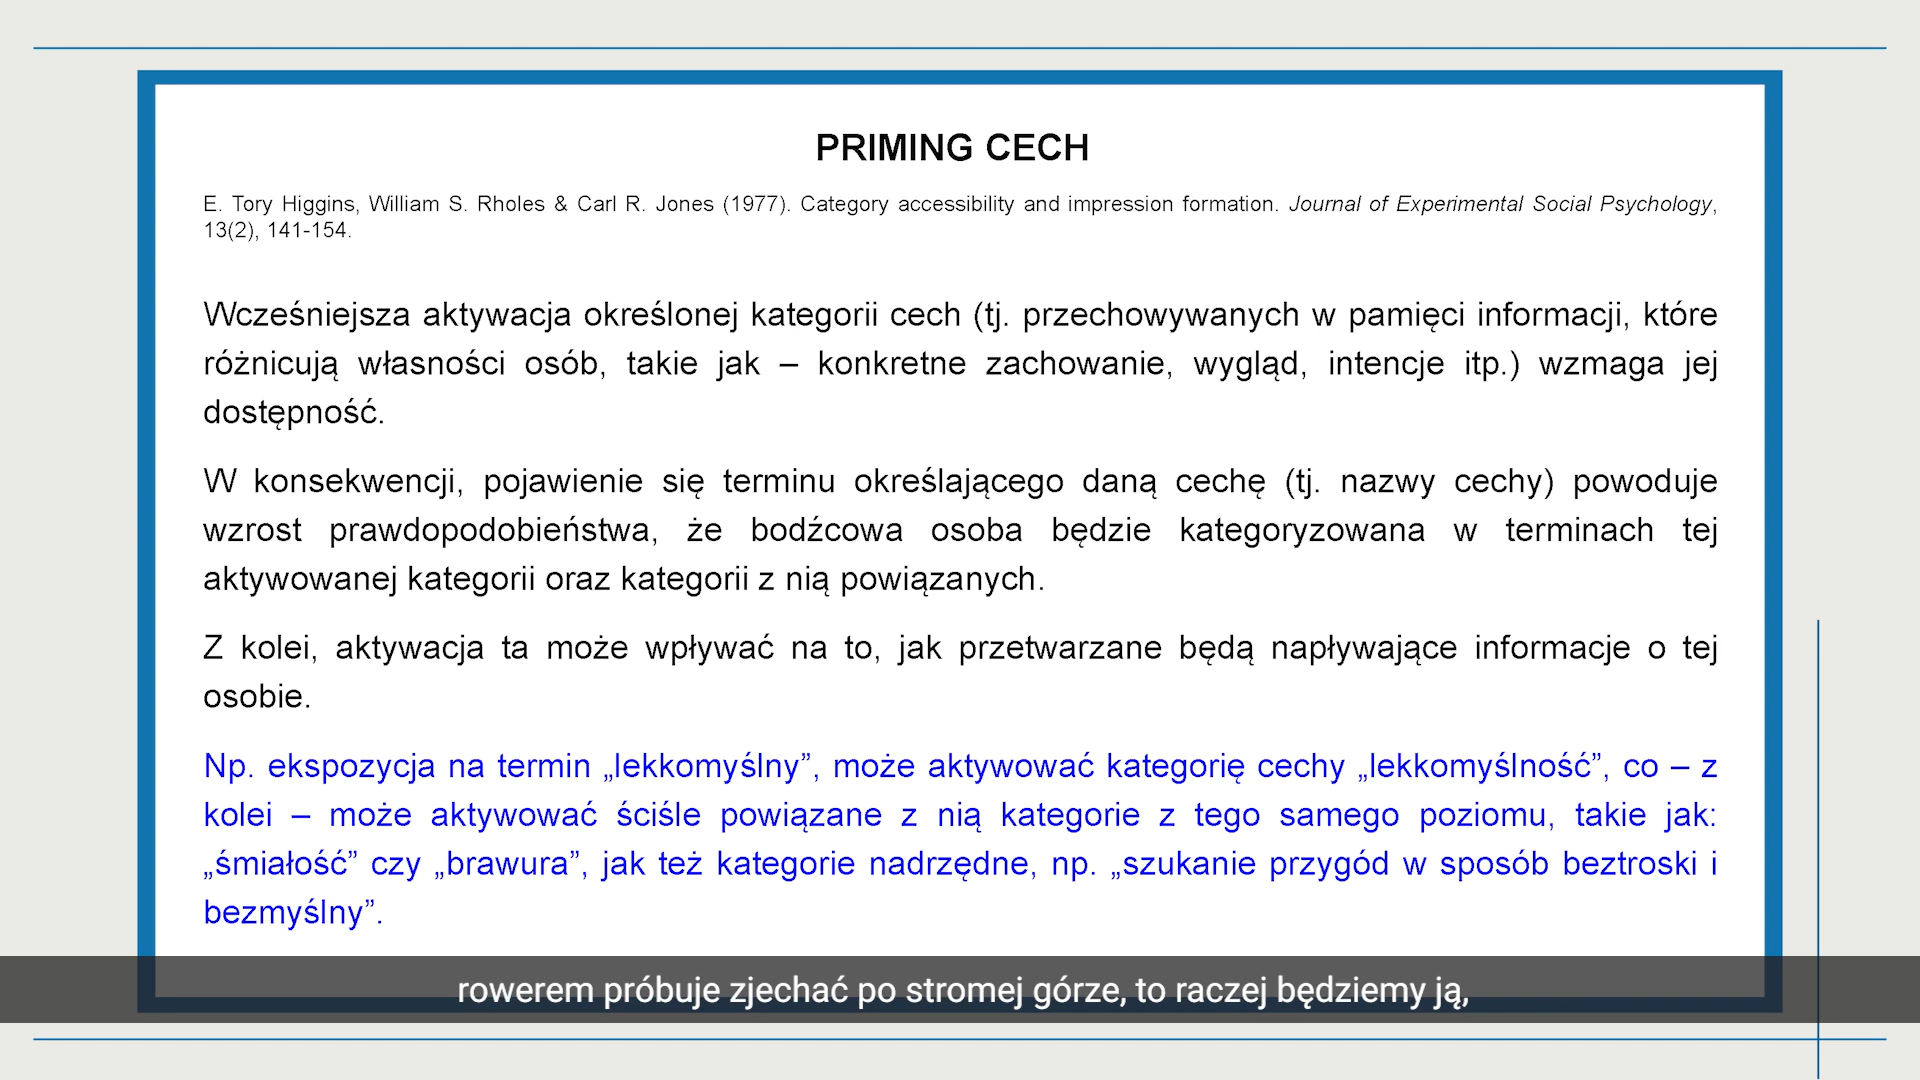 PRIMING CECH
E. Tory Higgins, William S. Rholes & Carl R. Jones (1977). Category accessibility and impression formation. Journal of Experimental Social Psychology,
13(2), 141-154.
Wcześniejsza aktywacja określonej kategorii cech (tj. przechowywanych w pamięci informacji, które
różnicują własności osób, takie jak – konkretne zachowanie, wygląd, intencje itp.) wzmaga jej
dostępność.
W konsekwencji, pojawienie się terminu określającego daną cechę (tj. nazwy cechy) powoduje
wzrost prawdopodobieństwa, że bodźcowa osoba będzie kategoryzowana w terminach tej
aktywowanej kategorii oraz kategorii z nią powiązanych.
Z kolei, aktywacja ta może wpływać na to, jak przetwarzane będą napływające informacje o tej
osobie.
Np. ekspozycja na termin „lekkomyślny”, może aktywować kategorię cechy „lekkomyślność”, co – z
kolei – może aktywować ściśle powiązane z nią kategorie z tego samego poziomu, takie jak:
„śmiałość” czy „brawura”, jak też kategorie nadrzędne, np. „szukanie przygód w sposób beztroski i
bezmyślny”.
rowerem próbuje zjechać po stromej górze, to raczej będziemy ją,